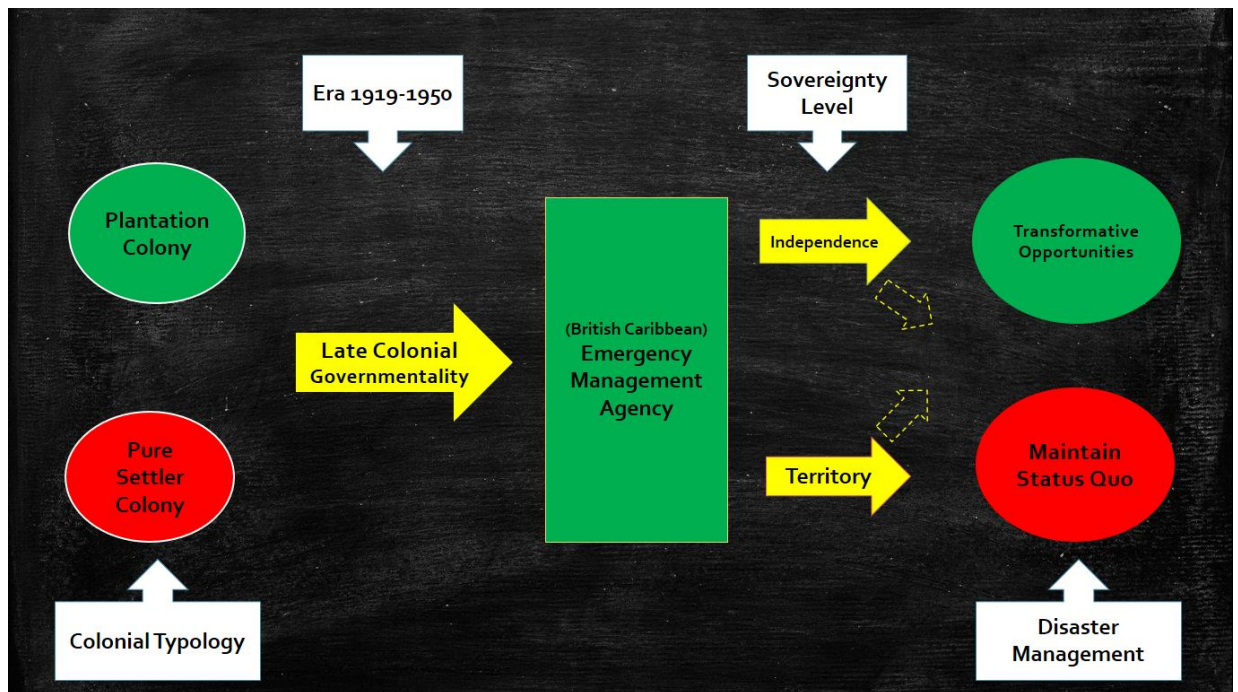 Era 1919-1950
Sovereignty
Level
Plantation
Colony
Independence
Transformative
Opportunities
Late Colonial
Governmentality
(British Caribbean)
Emergency
Management
Agency
Pure
Settler
Colony
Territory
Maintain
Status Quo
Colonial Typology
Disaster
Management